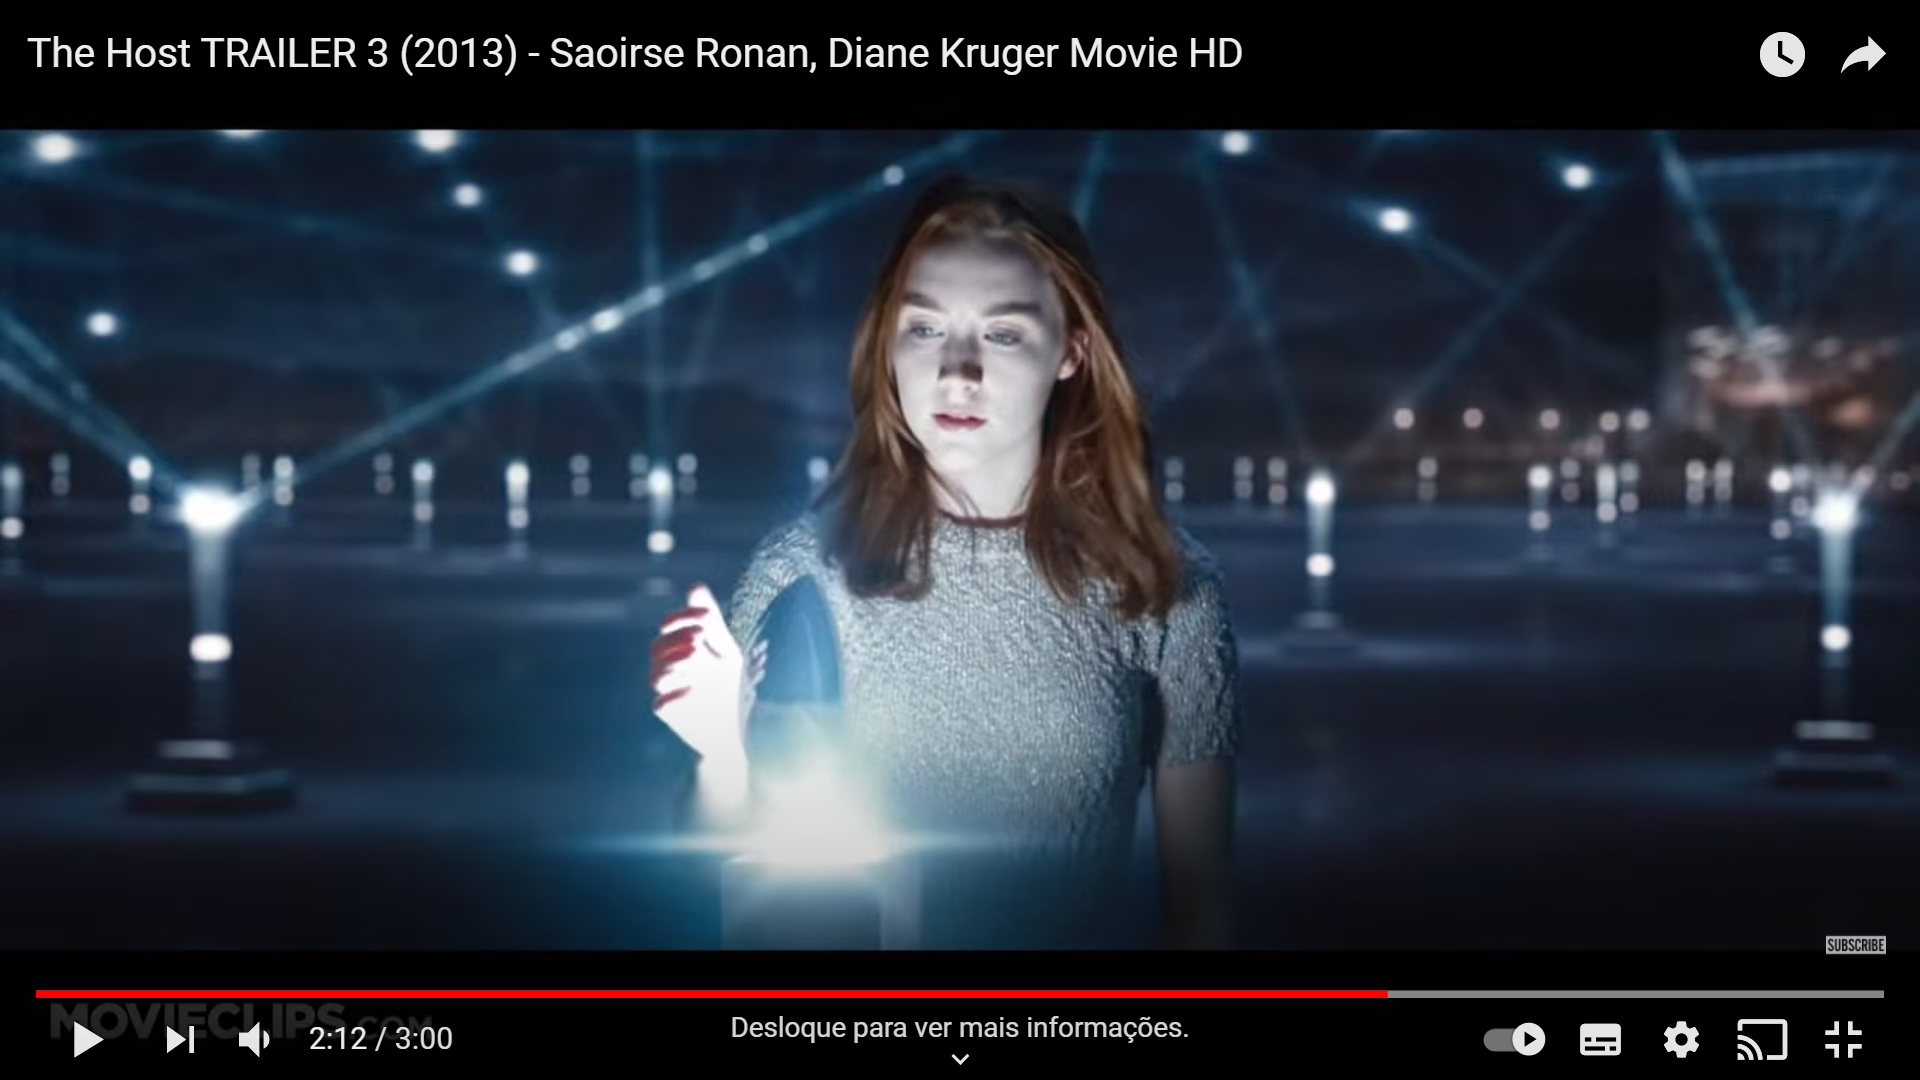 The Host TRAILER 3 (2013) - Saoirse Ronan, Diane Kruger Movie HD
SUBSCRIBE
MOVIECLIPS.COM
2:12 / 3:00
Desloque para ver mais informações.